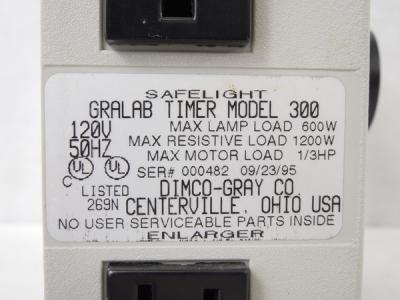 SAFELIGHT
GRALAB TIMER MODEL 300
120V MAX LAMP LOAD 600W
50HZ MAX RESISTIVE LOAD 1200W
MAX MOTOR LOAD 1/3HP
UL UL SER# 000482 09/23/95
C LISTED DIMCO-GRAY CO.
269N CENTERVILLE, OHIO USA
NO USER SERVICEABLE PARTS INSIDE
ENLARGER